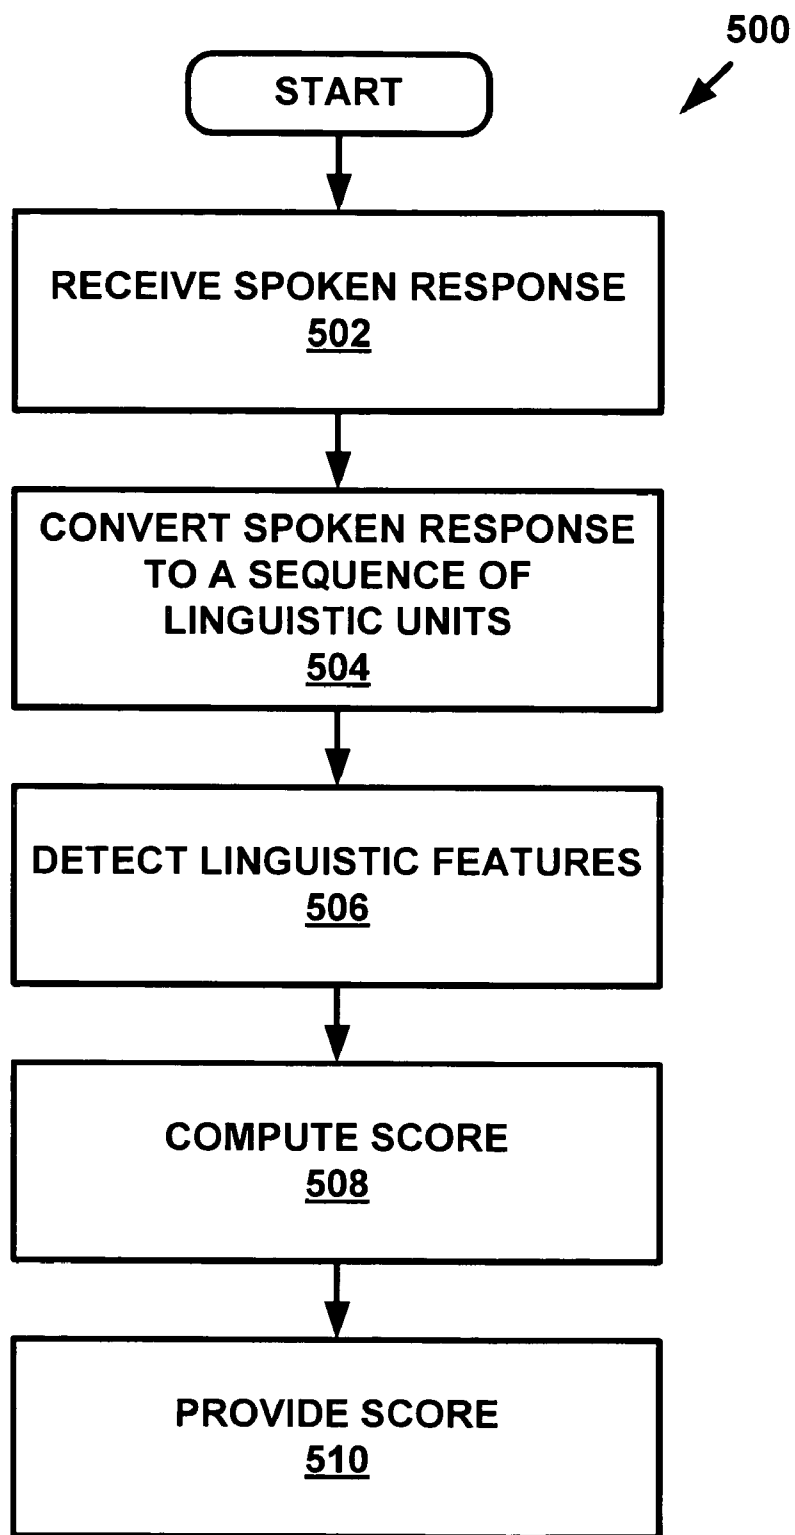 500
START
RECEIVE SPOKEN RESPONSE
502
CONVERT SPOKEN RESPONSE
TO A SEQUENCE OF
LINGUISTIC UNITS
504
DETECT LINGUISTIC FEATURES
506
COMPUTE SCORE
508
PROVIDE SCORE
510